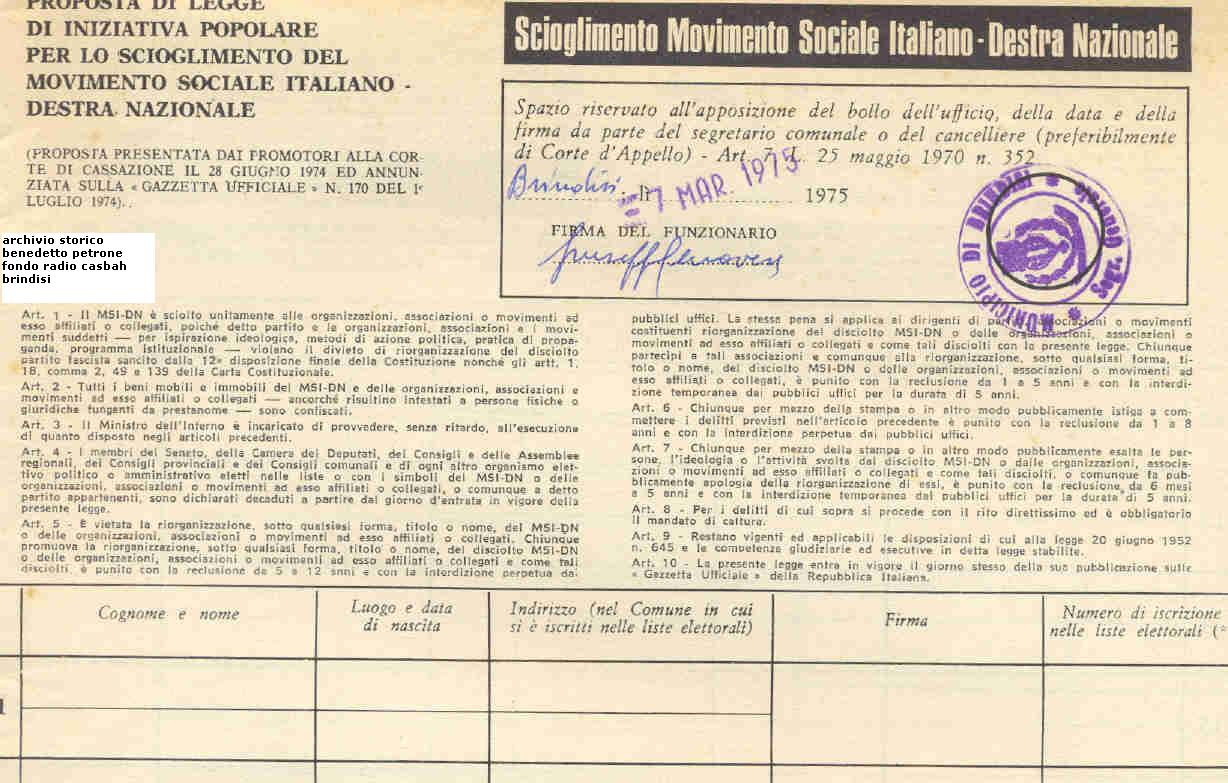 PROPOSTA DI LEGGE
DI INIZIATIVA POPOLARE
PER LO SCIOGLIMENTO DEL
MOVIMENTO SOCIALE ITALIANO -
DESTRA NAZIONALE
(PROPOSTA PRESENTATA DAI PROMOTORI ALLA COR-
TE DI CASSAZIONE IL 28 GIUGNO 1974 ED ANNUN-
ZIATA SULLA « GAZZETTA UFFICIALE » N. 170 DEL 1°
LUGLIO 1974).
archivio storico
benedetto petrone
fondo radio casbah
brindisi
Scioglimento Movimento Sociale Italiano - Destra Nazionale
Spazio riservato all'apposizione del bollo dell'ufficio, della data e della
firma da parte del segretario comunale o del cancelliere (preferibilmente
di Corte d'Appello) - Art. 7, L. 25 maggio 1970 n. 352
Brindisi, li 7 MAR. 1975 1975
FIRMA DEL FUNZIONARIO
MUNICIPIO DI BRINDISI * Segr. Generale *
Art. 1 - Il MSI-DN è sciolto unitamente alle organizzazioni, associazioni o movimenti ad
esso affiliati o collegati, poiché detto partito e le organizzazioni, associazioni e i movi-
menti suddetti — per ispirazione ideologica, metodi di azione politica, pratica di propa-
ganda, programma istituzionale — violano il divieto di riorganizzazione del disciolto
partito fascista sancito dalla 12ª disposizione finale della Costituzione nonché gli artt. 1,
18, comma 2, 49 e 139 della Carta Costituzionale.
Art. 2 - Tutti i beni mobili e immobili del MSI-DN e delle organizzazioni, associazioni e
movimenti ad esso affiliati o collegati — ancorché risultino intestati a persone fisiche o
giuridiche fungenti da prestanome — sono confiscati.
Art. 3 - Il Ministro dell'Interno è incaricato di provvedere, senza ritardo, all'esecuzione
di quanto disposto negli articoli precedenti.
Art. 4 - I membri del Senato, della Camera dei Deputati, dei Consigli e delle Assemblee
regionali, dei Consigli provinciali e dei Consigli comunali e di ogni altro organismo elet-
tivo politico o amministrativo eletti nelle liste o con i simboli del MSI-DN o delle
organizzazioni, associazioni o movimenti ad esso affiliati o collegati, o comunque a detto
partito appartenenti, sono dichiarati decaduti a partire dal giorno d'entrata in vigore della
presente legge.
Art. 5 - È vietata la riorganizzazione, sotto qualsiasi forma, titolo o nome, del MSI-DN
o delle organizzazioni, associazioni o movimenti ad esso affiliati o collegati. Chiunque
promuova la riorganizzazione, sotto qualsiasi forma, titolo o nome, del disciolto MSI-DN
o delle organizzazioni, associazioni o movimenti ad esso affiliati o collegati e come tali
disciolti, è punito con la reclusione da 5 a 12 anni e con la interdizione perpetua dai
pubblici uffici. La stessa pena si applica ai dirigenti di partiti, associazioni o movimenti
costituenti riorganizzazione del disciolto MSI-DN o delle organizzazioni, associazioni o
movimenti ad esso affiliati o collegati e come tali disciolti con la presente legge. Chiunque
partecipi a tali associazioni e comunque alla riorganizzazione, sotto qualsiasi forma, ti-
tolo o nome, del disciolto MSI-DN o delle organizzazioni, associazioni o movimenti ad
esso affiliati o collegati, è punito con la reclusione da 1 a 5 anni e con la interdi-
zione temporanea dai pubblici uffici per la durata di 5 anni.
Art. 6 - Chiunque per mezzo della stampa o in altro modo pubblicamente istiga a com-
mettere i delitti previsti nell'articolo precedente è punito con la reclusione da 1 a 8
anni e con la interdizione perpetua dai pubblici uffici.
Art. 7 - Chiunque per mezzo della stampa o in altro modo pubblicamente esalta le per-
sone, l'ideologia o l'attività svolta dal disciolto MSI-DN o dalle organizzazioni, associa-
zioni o movimenti ad esso affiliati o collegati e come tali disciolti, o comunque fa pub-
blicamente apologia della riorganizzazione di essi, è punito con la reclusione da 6 mesi
a 5 anni e con la interdizione temporanea dai pubblici uffici per la durata di 5 anni.
Art. 8 - Per i delitti di cui sopra si procede con il rito direttissimo ed è obbligatorio
il mandato di cattura.
Art. 9 - Restano vigenti ed applicabili le disposizioni di cui alla legge 20 giugno 1952
n. 645 e le competenze giudiziarie ed esecutive in detta legge stabilite.
Art. 10 - La presente legge entra in vigore il giorno stesso della sua pubblicazione sulla
« Gazzetta Ufficiale » della Repubblica Italiana.
Cognome e nome
Luogo e data
di nascita
Indirizzo (nel Comune in cui
si è iscritti nelle liste elettorali)
Firma
Numero di iscrizione
nelle liste elettorali (*
1